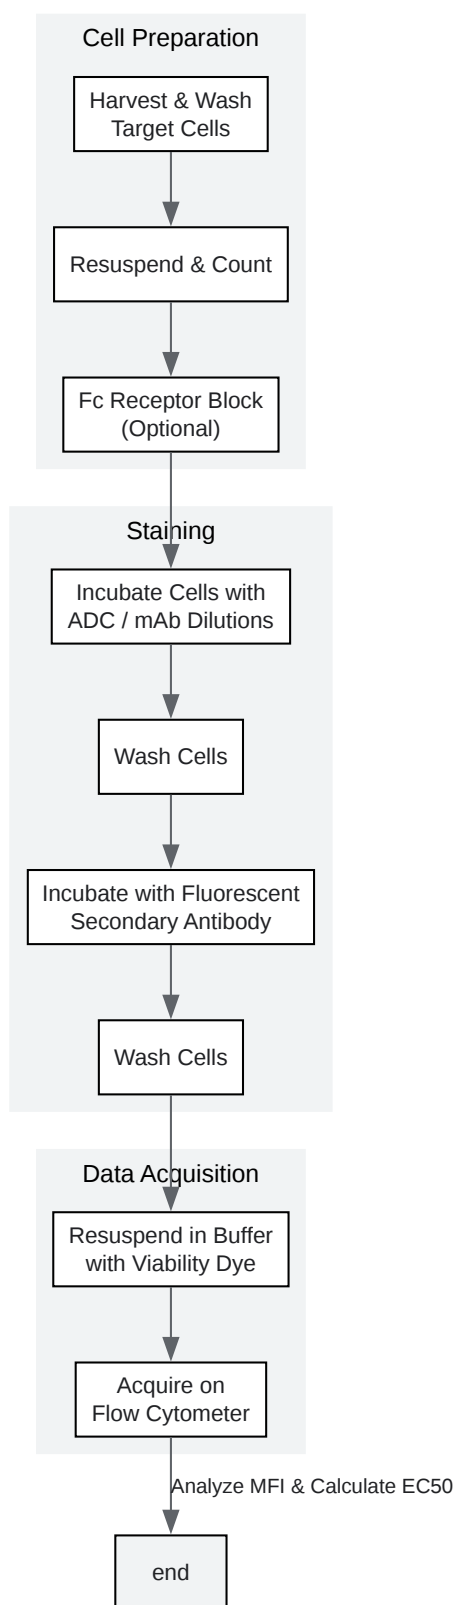 Cell Preparation
Harvest & Wash
Target Cells
Resuspend & Count
Fc Receptor Block
(Optional)
Staining
Incubate Cells with
ADC / mAb Dilutions
Wash Cells
Incubate with Fluorescent
Secondary Antibody
Wash Cells
Data Acquisition
Resuspend in Buffer
with Viability Dye
Acquire on
Flow Cytometer
Analyze MFI & Calculate EC50
end